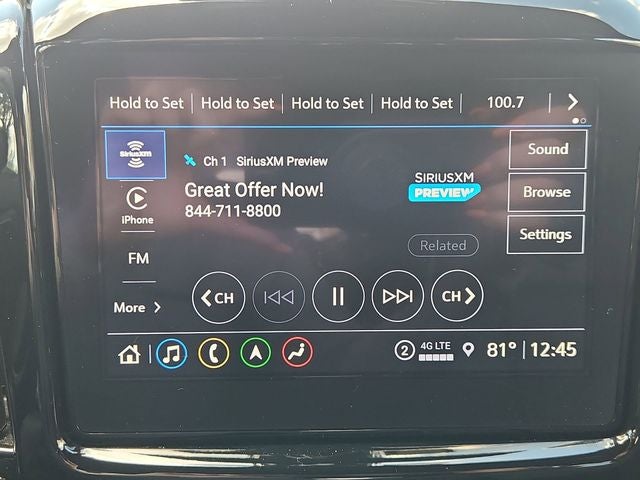 Hold to Set Hold to Set Hold to Set Hold to Set 100.7
SiriusXM
Ch 1 SiriusXM Preview
Sound
Great Offer Now!
844-711-8800
SIRIUSXM
PREVIEW
Browse
iPhone
Settings
Related
FM
CH
CH
More
2 4G LTE 81° 12:45